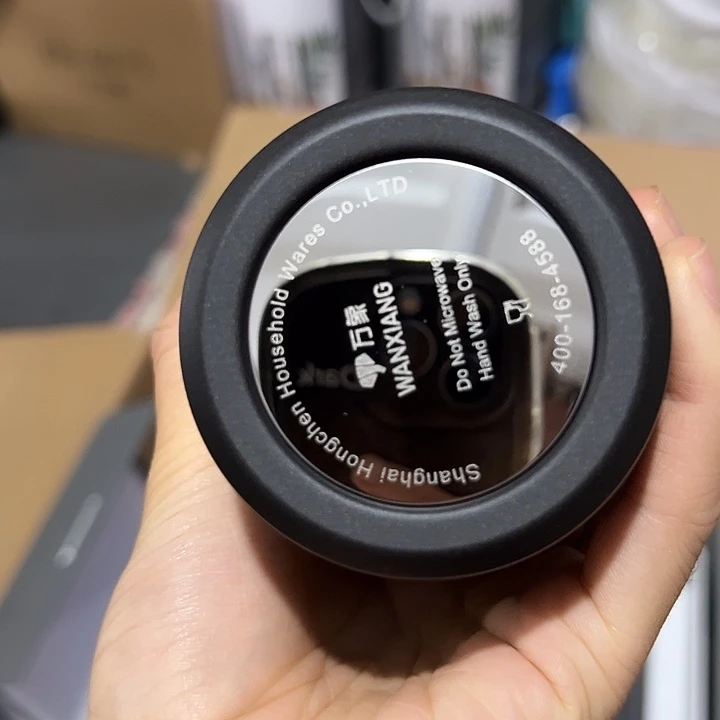 Shanghai Hongchen Household Wares Co.,LTD
万象
WANXIANG
Do Not Microwave
Hand Wash Only
400-168-4588